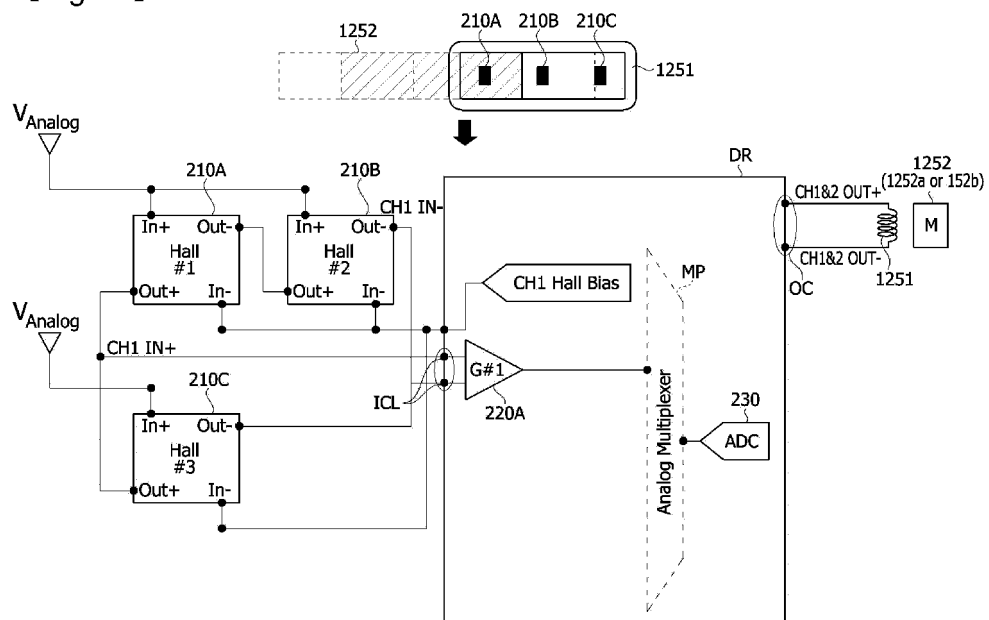 1252
210A
210B
210C
1251
VAnalog
210A
210B
DR
1252
(1252a or 152b)
CH1 IN-
CH1&2 OUT+
In+
Out-
Hall
#1
Out+
In-
In+
Out-
Hall
#2
Out+
In-
M
CH1&2 OUT-
1251
OC
CH1 Hall Bias
MP
VAnalog
CH1 IN+
G#1
220A
ICL
210C
In+
Out-
Hall
#3
Out+
In-
Analog Multiplexer
230
ADC